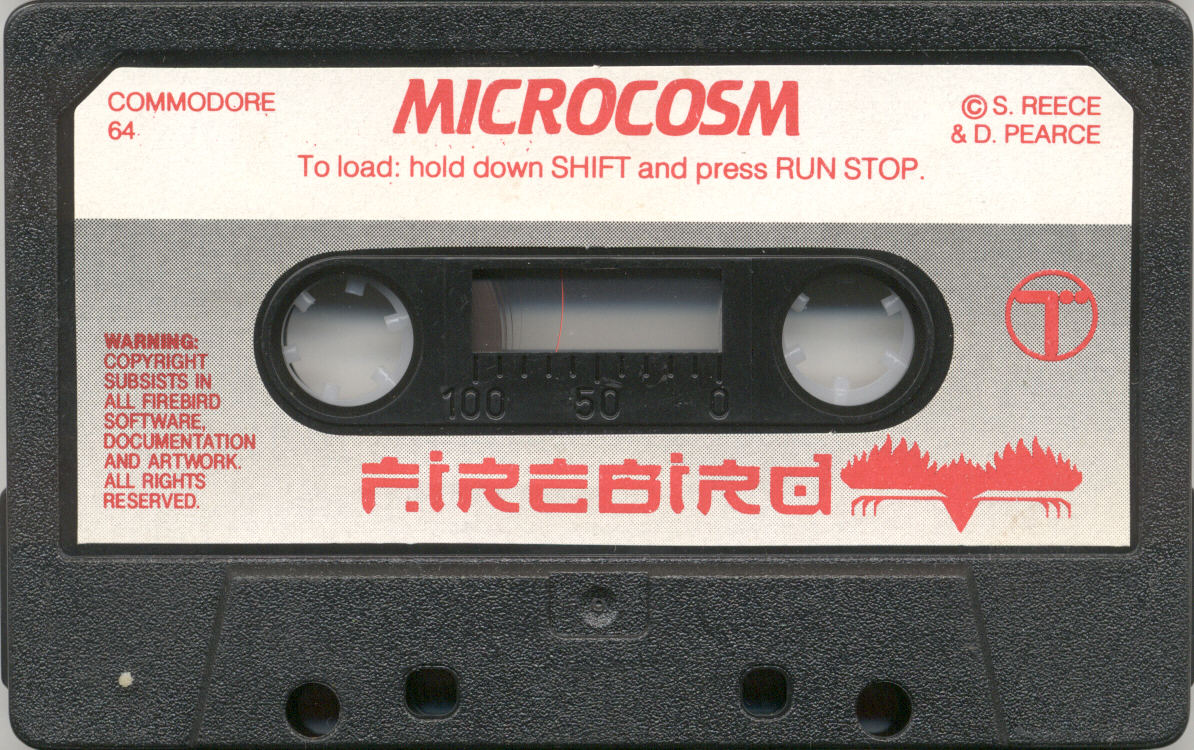 COMMODORE
64
MICROCOSM
© S. REECE
& D. PEARCE
To load: hold down SHIFT and press RUN STOP.
WARNING:
COPYRIGHT
SUBSISTS IN
ALL FIREBIRD
SOFTWARE,
DOCUMENTATION
AND ARTWORK.
ALL RIGHTS
RESERVED.
T
100 50 0
FIREBIRD